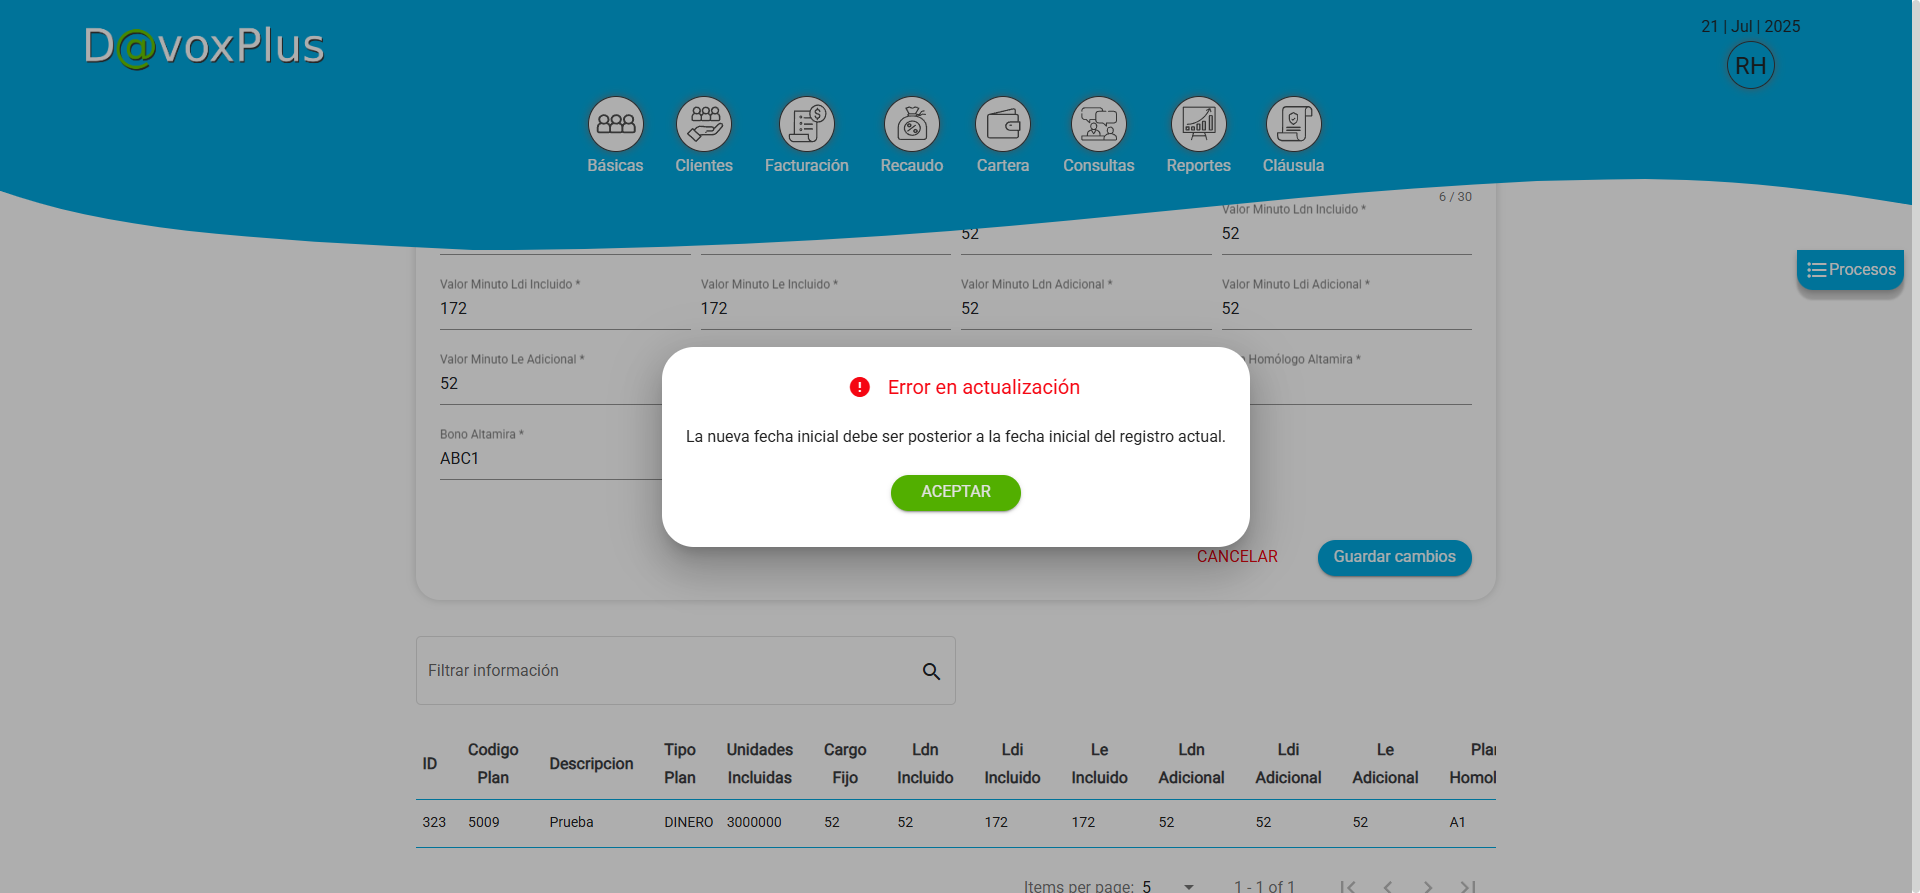 D@voxPlus
21 | Jul | 2025
RH
Básicas
Clientes
Facturación
Recaudo
Cartera
Consultas
Reportes
Cláusula
6 / 30
Valor Minuto Ldn Incluido *
52
52
Procesos
Valor Minuto Ldi Incluido *
Valor Minuto Le Incluido *
Valor Minuto Ldn Adicional *
Valor Minuto Ldi Adicional *
172
172
52
52
Valor Minuto Le Adicional *
Homólogo Altamira *
52
Error en actualización
La nueva fecha inicial debe ser posterior a la fecha inicial del registro actual.
ACEPTAR
Bono Altamira *
ABC1
CANCELAR
Guardar cambios
Filtrar información
ID
Codigo
Plan
Descripcion
Tipo
Plan
Unidades
Incluidas
Cargo
Fijo
Ldn
Incluido
Ldi
Incluido
Le
Incluido
Ldn
Adicional
Ldi
Adicional
Le
Adicional
Plan
Homol
323 5009 Prueba DINERO 3000000 52 52 172 172 52 52 52 A1
Items per page: 5 1 - 1 of 1